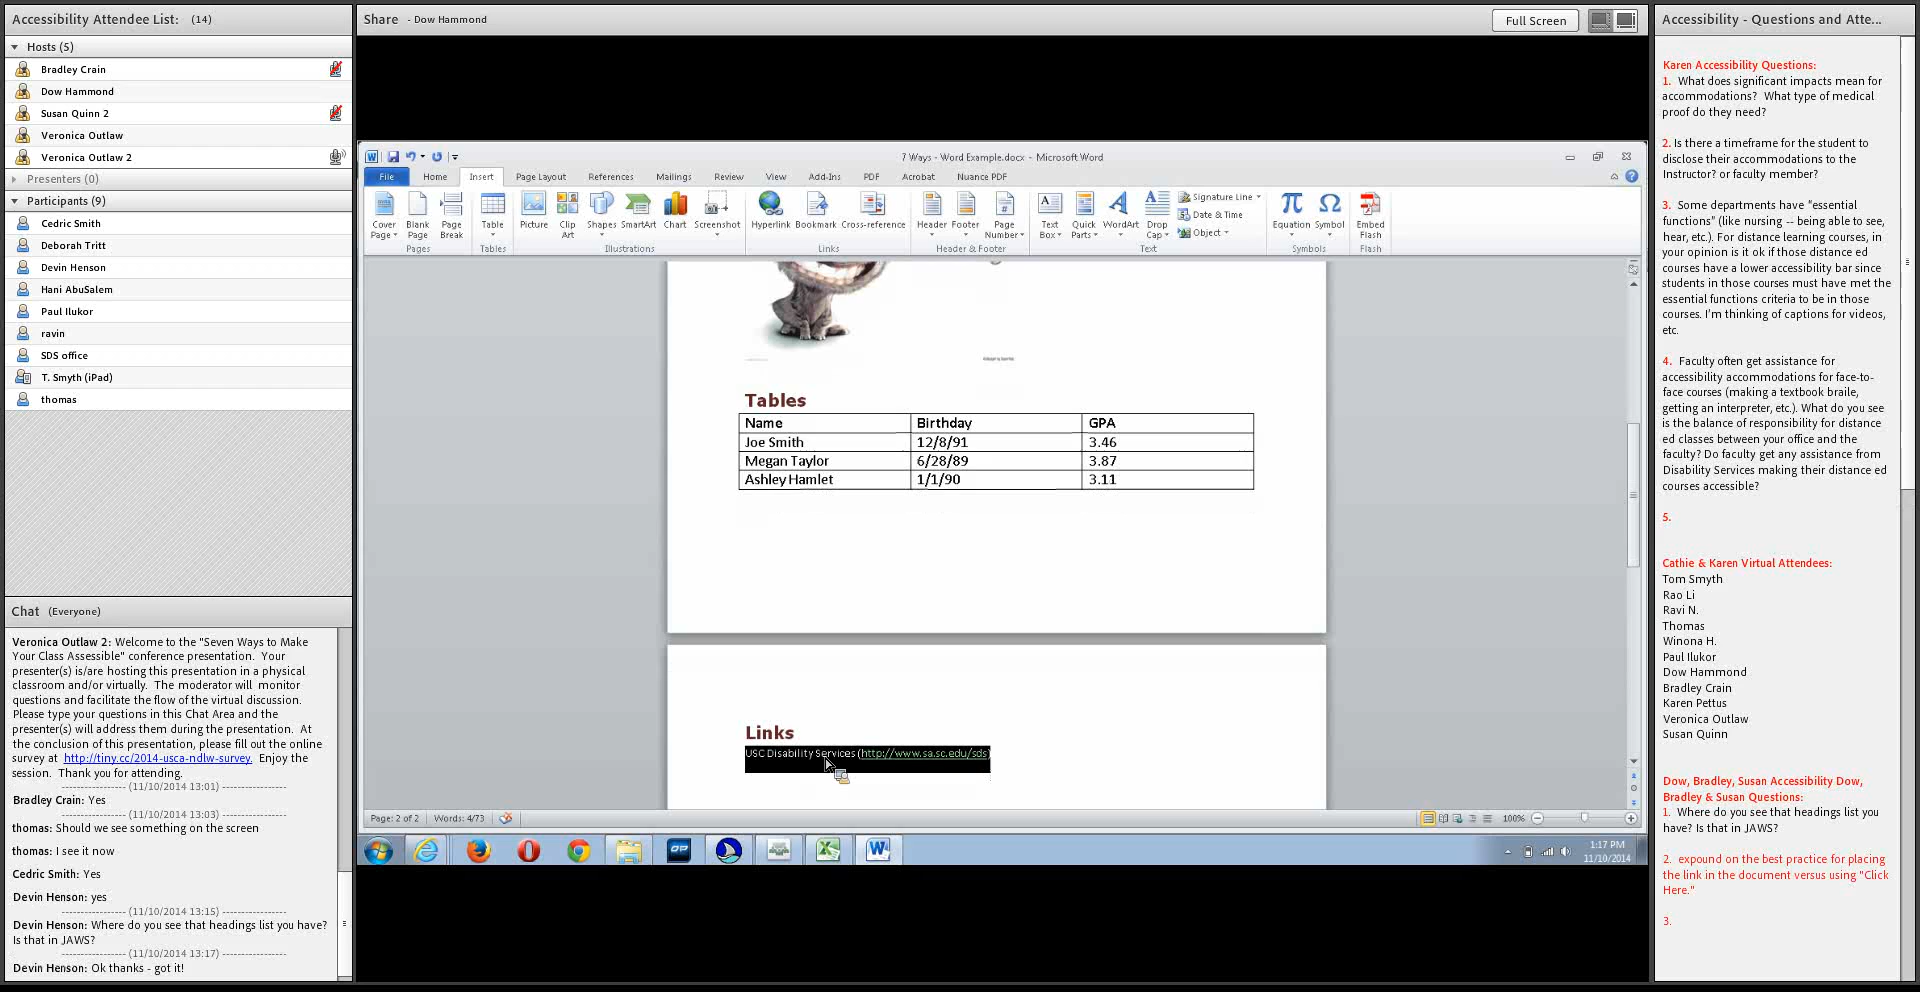 Accessibility Attendee List: (14)
Hosts (5)
Bradley Crain
Dow Hammond
Susan Quinn 2
Veronica Outlaw
Veronica Outlaw 2
Presenters (0)
Participants (9)
Cedric Smith
Deborah Tritt
Devin Henson
Hani AbuSalem
Paul Ilukor
ravin
SDS office
T. Smyth (iPad)
thomas
Chat (Everyone)
Veronica Outlaw 2: Welcome to the "Seven Ways to Make
Your Class Assessible" conference presentation. Your
presenter(s) is/are hosting this presentation in a physical
classroom and/or virtually. The moderator will monitor
questions and facilitate the flow of the virtual discussion.
Please type your questions in this Chat Area and the
presenter(s) will address them during the presentation. At
the conclusion of this presentation, please fill out the online
survey at http://tiny.cc/2014-usca-ndlw-survey. Enjoy the
session. Thank you for attending.
----------------- (11/10/2014 13:01) -----------------
Bradley Crain: Yes
----------------- (11/10/2014 13:03) -----------------
thomas: Should we see something on the screen
thomas: I see it now
Cedric Smith: Yes
Devin Henson: yes
----------------- (11/10/2014 13:15) -----------------
Devin Henson: Where do you see that headings list you have?
Is that in JAWS?
----------------- (11/10/2014 13:17) -----------------
Devin Henson: Ok thanks - got it!
Share - Dow Hammond
Full Screen
7 Ways - Word Example.docx - Microsoft Word
File Home Insert Page Layout References Mailings Review View Add-Ins PDF Acrobat Nuance PDF
Cover Page
Blank Page
Page Break
Table
Picture
Clip Art
Shapes
SmartArt
Chart
Screenshot
Hyperlink
Bookmark
Cross-reference
Header
Footer
Page Number
Text Box
Quick Parts
WordArt
Drop Cap
Signature Line
Date & Time
Object
Equation
Symbol
Embed Flash
Pages Tables Illustrations Links Header & Footer Text Symbols Flash
Tables
Name Birthday GPA
Joe Smith 12/8/91 3.46
Megan Taylor 6/28/89 3.87
Ashley Hamlet 1/1/90 3.11
Links
USC Disability Services (http://www.sa.sc.edu/sds)
Page: 2 of 2 Words: 4/73
100%
1:17 PM
11/10/2014
Accessibility - Questions and Atte...
Karen Accessibility Questions:
1. What does significant impacts mean for
accommodations? What type of medical
proof do they need?
2. Is there a timeframe for the student to
disclose their accommodations to the
Instructor? or faculty member?
3. Some departments have "essential
functions" (like nursing -- being able to see,
hear, etc.). For distance learning courses, in
your opinion is it ok if those distance ed
courses have a lower accessibility bar since
students in those courses must have met the
essential functions criteria to be in those
courses. I'm thinking of captions for videos,
etc.
4. Faculty often get assistance for
accessibility accommodations for face-to-
face courses (making a textbook braile,
getting an interpreter, etc.). What do you see
is the balance of responsibility for distance
ed classes between your office and the
faculty? Do faculty get any assistance from
Disability Services making their distance ed
courses accessible?
5.
Cathie & Karen Virtual Attendees:
Tom Smyth
Rao Li
Ravi N.
Thomas
Winona H.
Paul Ilukor
Dow Hammond
Bradley Crain
Karen Pettus
Veronica Outlaw
Susan Quinn
Dow, Bradley, Susan Accessibility Dow,
Bradley & Susan Questions:
1. Where do you see that headings list you
have? Is that in JAWS?
2. expound on the best practice for placing
the link in the document versus using "Click
Here."
3.